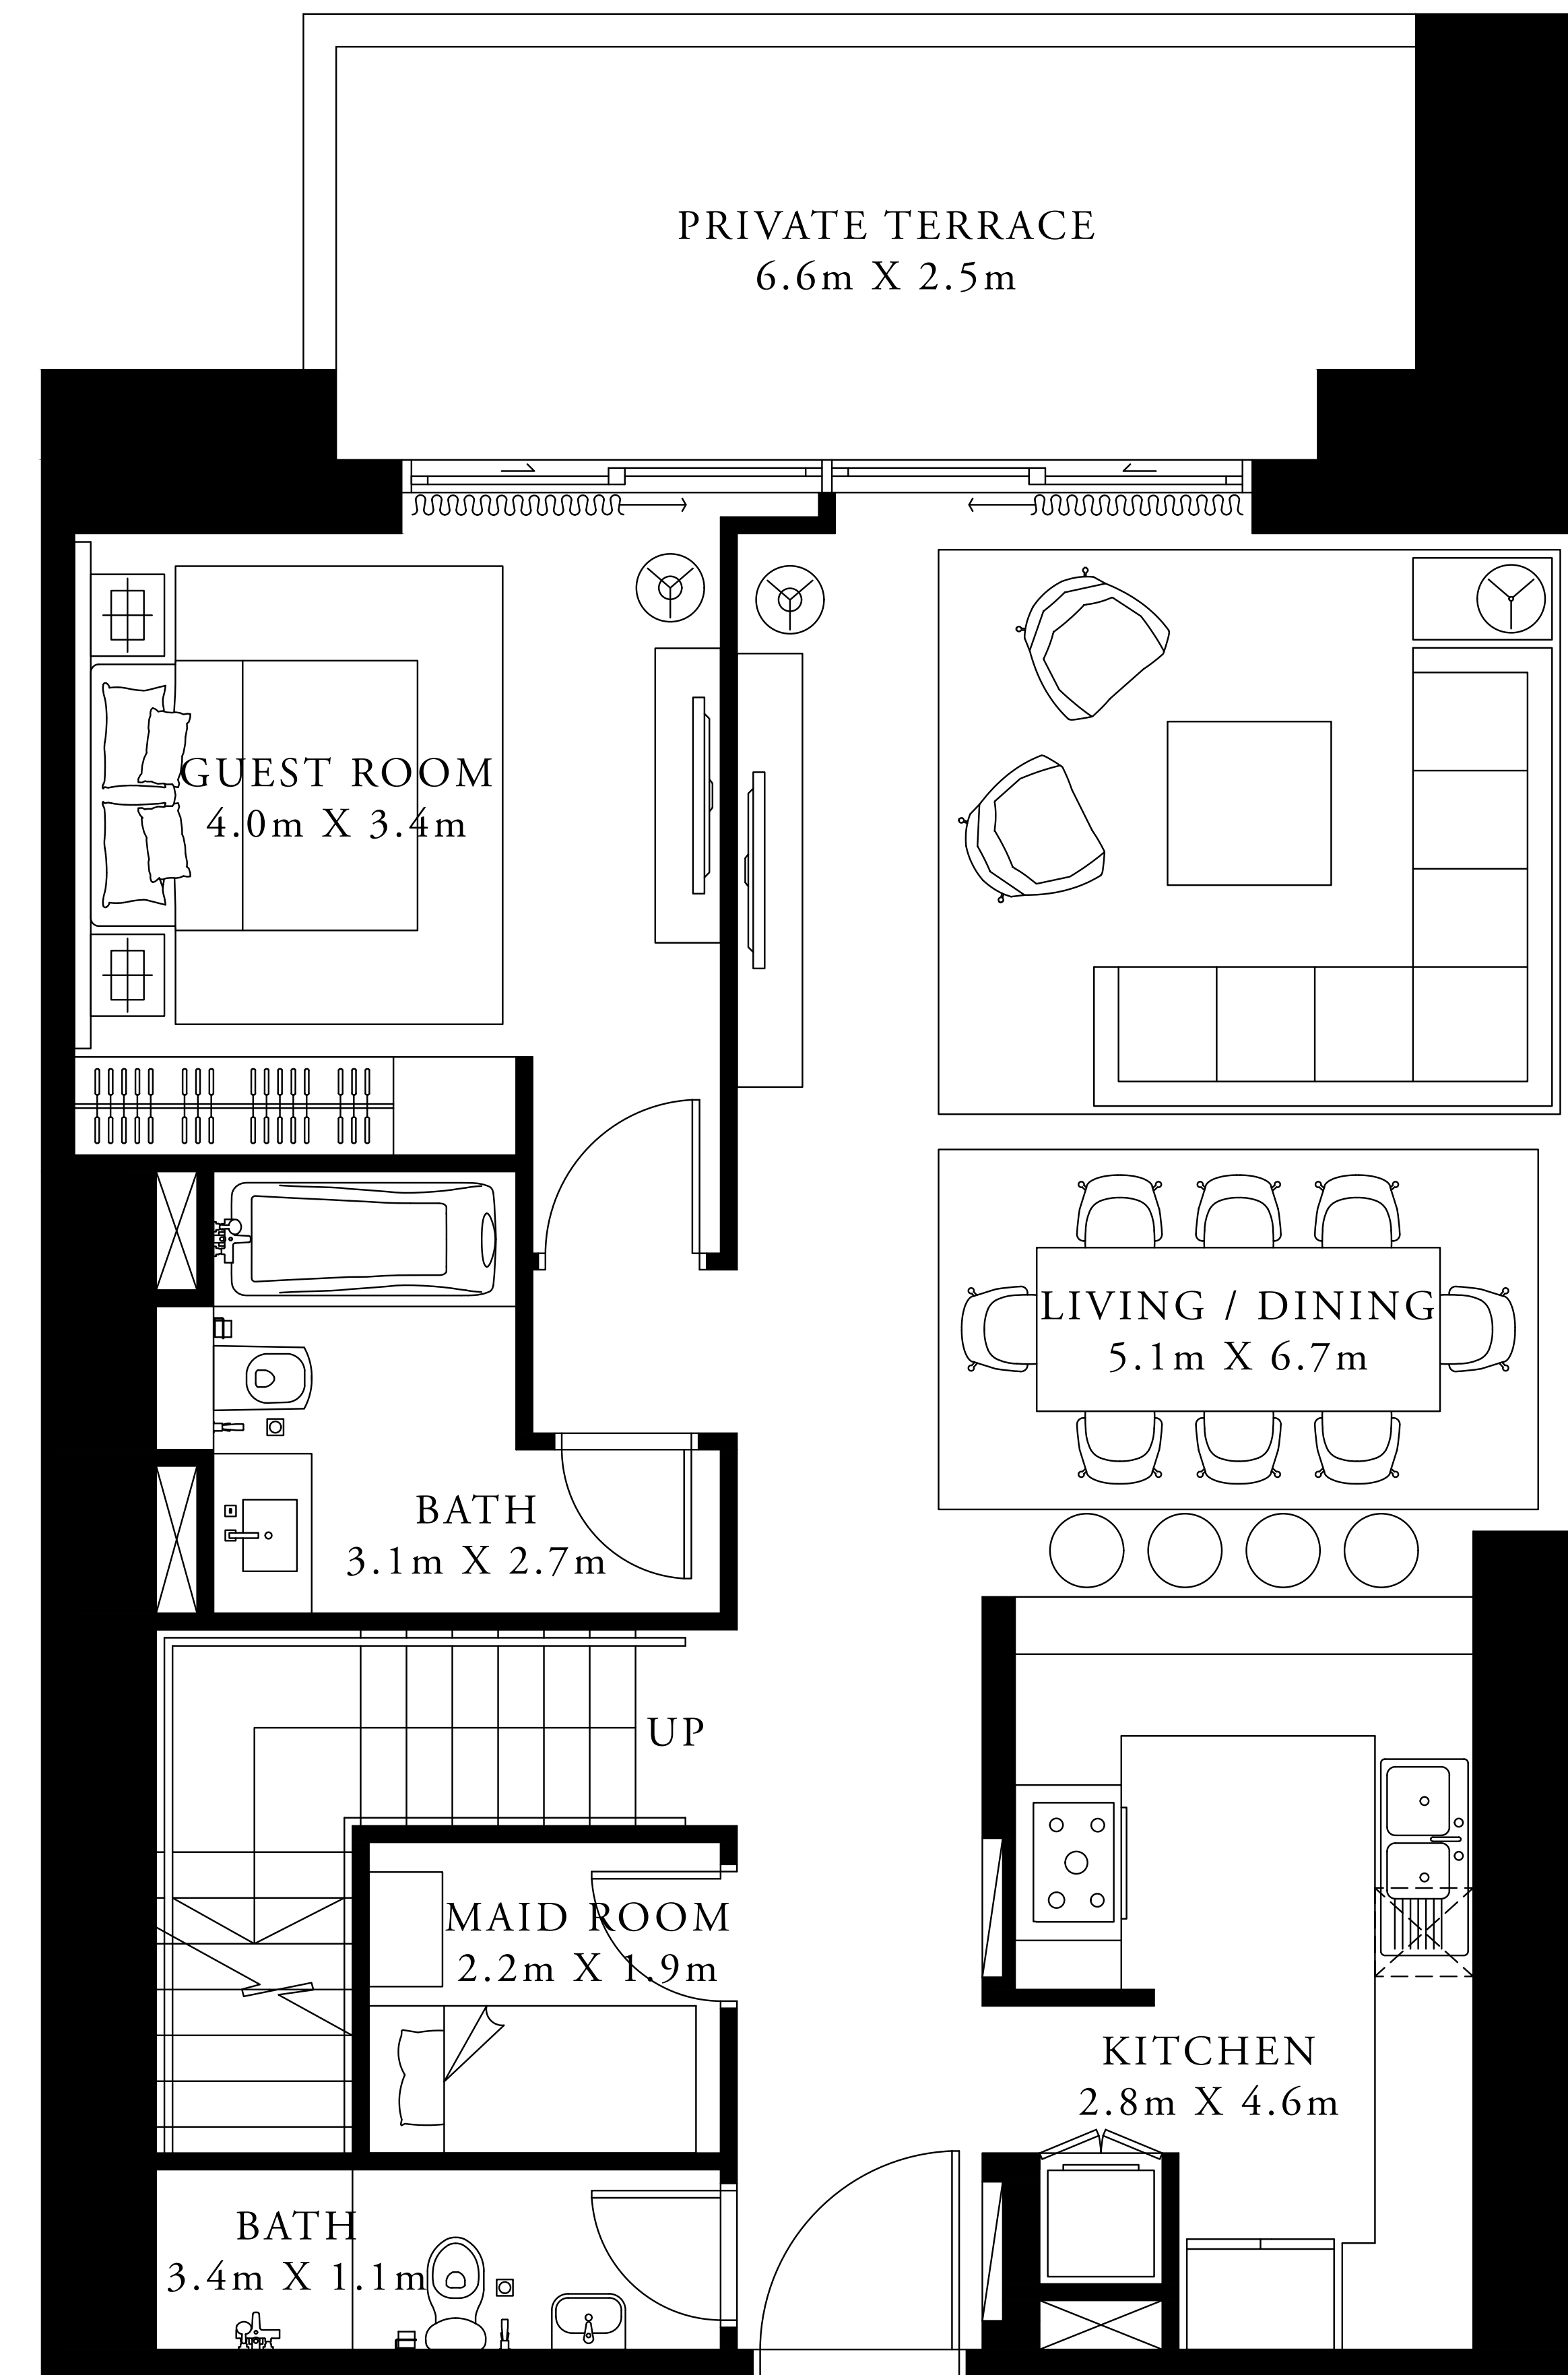 PRIVATE TERRACE
6.6m X 2.5m
GUEST ROOM
4.0m X 3.4m
LIVING / DINING
5.1m X 6.7m
BATH
3.1m X 2.7m
UP
MAID ROOM
2.2m X 1.9m
KITCHEN
2.8m X 4.6m
BATH
3.4m X 1.1m